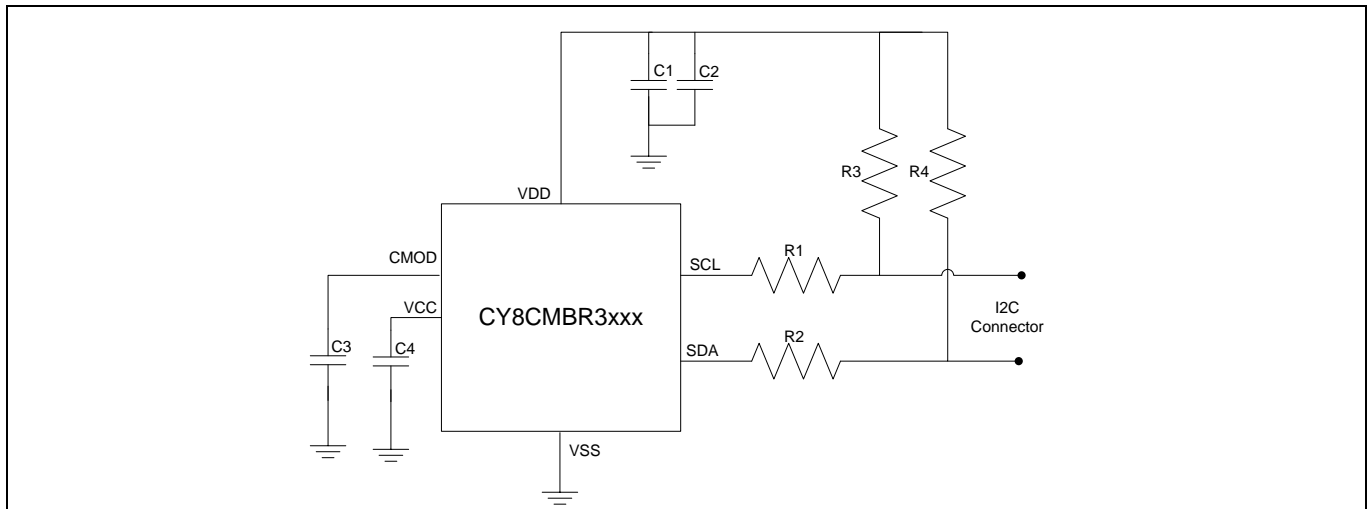 C1
C2
R3
R4
VDD
CMOD
SCL
R1
VCC
CY8CMBR3xxx
I2C
Connector
C3
C4
SDA
R2
VSS